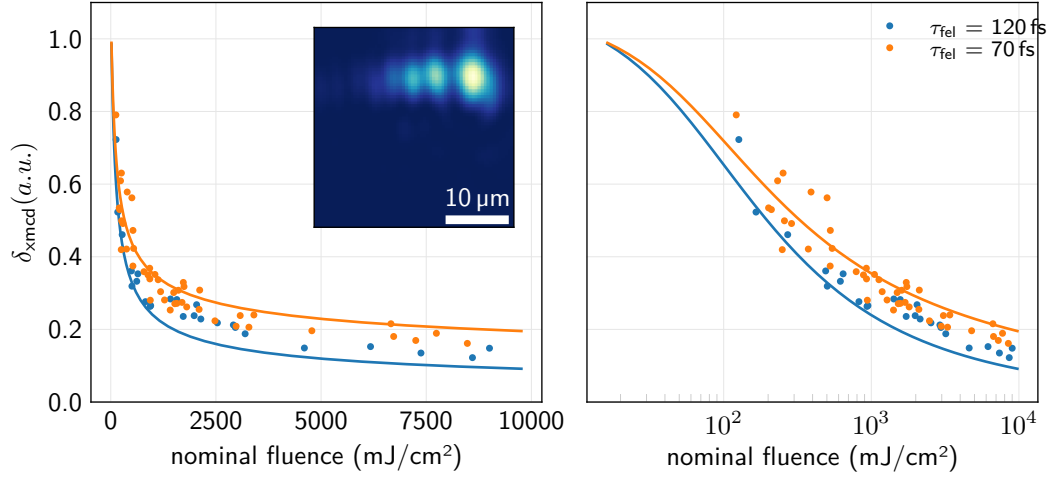 δxmcd(a.u.)
1.0
0.8
0.6
0.4
0.2
0.0
0 2500 5000 7500 10000
nominal fluence (mJ/cm²)
10 µm
τfel = 120 fs
τfel = 70 fs
10² 10³ 10⁴
nominal fluence (mJ/cm²)